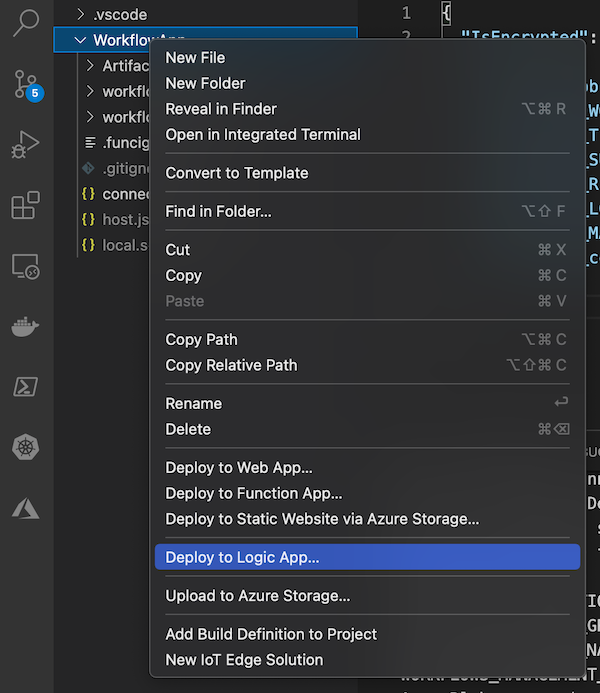 .vscode
1
{
WorkflowApp
2
"IsEncrypted":
Artifac
workflo
workflo
.funcig
.gitign
connec
host.js
local.s
5
New File
New Folder
Reveal in Finder ⌥⌘ R
Open in Integrated Terminal
Convert to Template
Find in Folder... ⌥⇧ F
Cut ⌘ X
Copy ⌘ C
Paste ⌘ V
Copy Path ⌥⌘ C
Copy Relative Path ⌥⇧⌘ C
Rename ↩
Delete ⌘⌫
Deploy to Web App...
Deploy to Function App...
Deploy to Static Website via Azure Storage...
Deploy to Logic App...
Upload to Azure Storage...
Add Build Definition to Project
New IoT Edge Solution